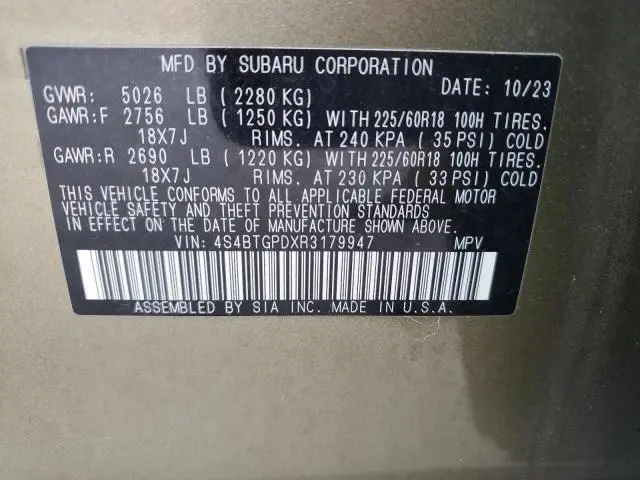 MFD BY SUBARU CORPORATION
DATE: 10/23
GVWR: 5026 LB (2280 KG)
GAWR:F 2756 LB (1250 KG) WITH 225/60R18 100H TIRES.
18X7J RIMS. AT 240 KPA (35 PSI) COLD
GAWR:R 2690 LB (1220 KG) WITH 225/60R18 100H TIRES.
18X7J RIMS. AT 230 KPA (33 PSI) COLD
THIS VEHICLE CONFORMS TO ALL APPLICABLE FEDERAL MOTOR
VEHICLE SAFETY AND THEFT PREVENTION STANDARDS
IN EFFECT ON THE DATE OF MANUFACTURE SHOWN ABOVE.
VIN: 4S4BTGPDXR3179947 MPV
ASSEMBLED BY SIA INC. MADE IN U.S.A.